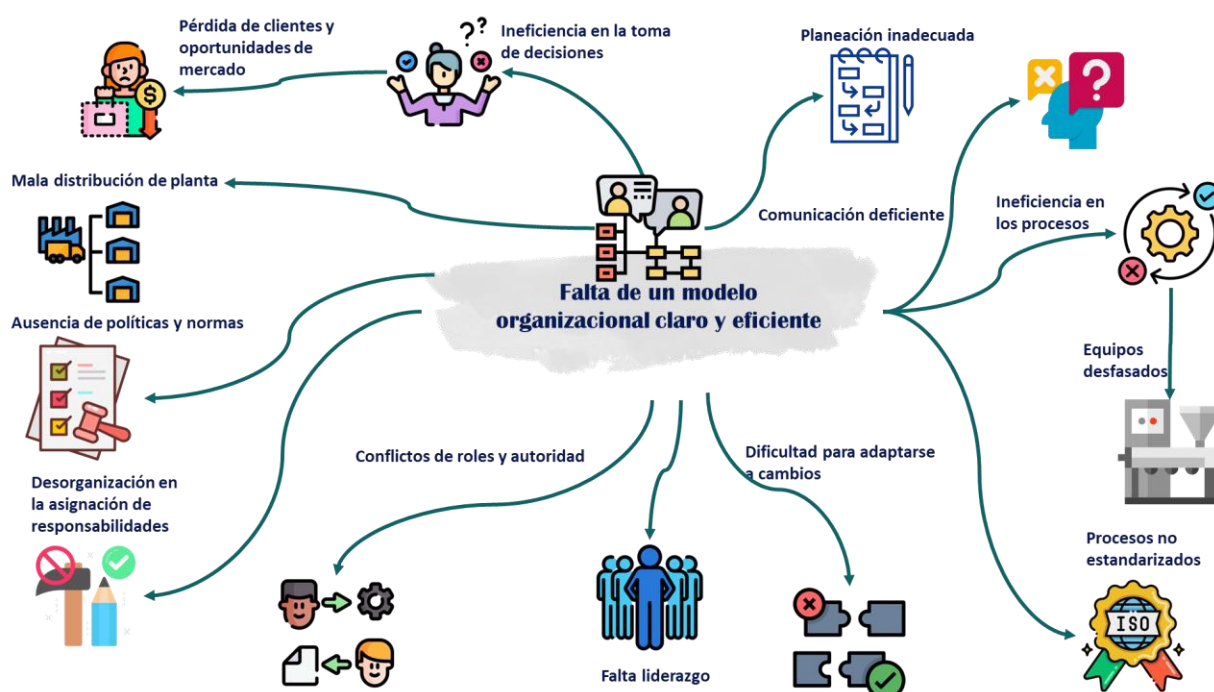 Pérdida de clientes y
oportunidades de
mercado
Ineficiencia en la toma
de decisiones
Planeación inadecuada
Mala distribución de planta
Comunicación deficiente
Ineficiencia en
los procesos
Falta de un modelo
organizacional claro y eficiente
Ausencia de políticas y normas
Equipos
desfasados
Conflictos de roles y autoridad
Dificultad para adaptarse
a cambios
Desorganización en
la asignación de
responsabilidades
Procesos no
estandarizados
ISO
Falta liderazgo